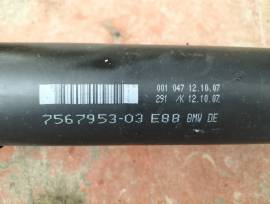 001 047 12.10.07
291 /K 12.10.07
7567953-03 E88 BMW DE